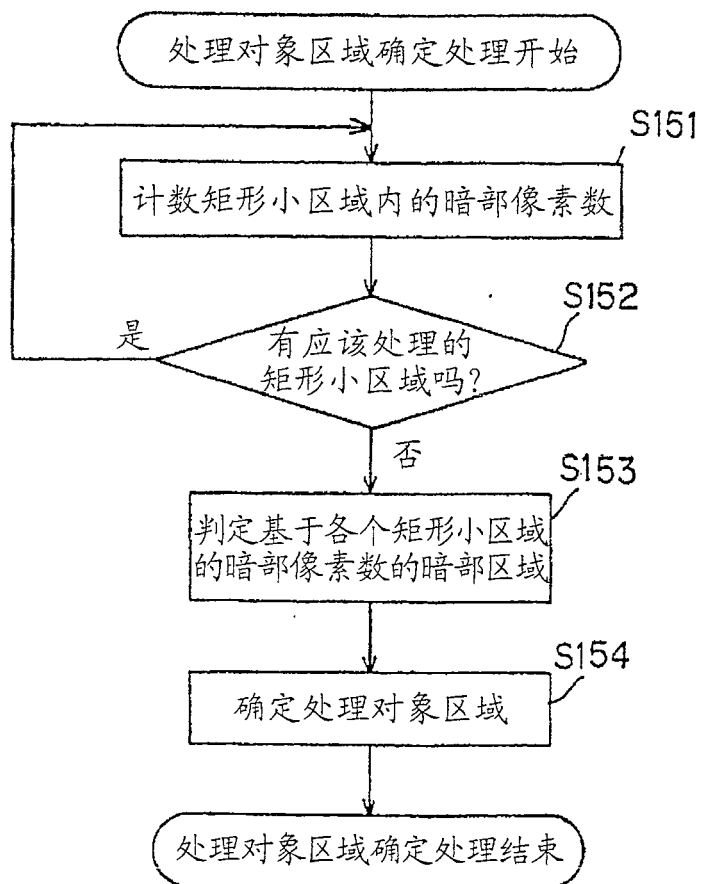 处理对象区域确定处理开始
S151
计数矩形小区域内的暗部像素数
S152
是
有应该处理的
矩形小区域吗?
否
S153
判定基于各个矩形小区域
的暗部像素数的暗部区域
S154
确定处理对象区域
处理对象区域确定处理结束